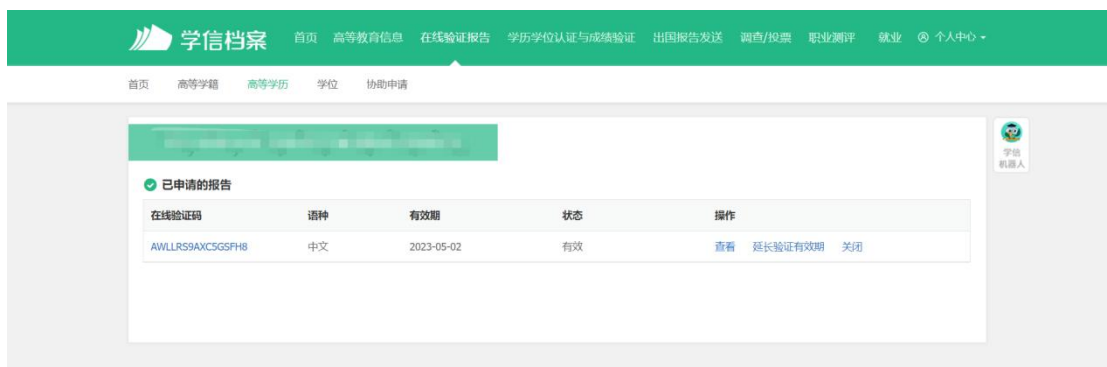 学信档案 首页 高等教育信息 在线验证报告 学历学位认证与成绩验证 出国报告发送 调查/投票 职业测评 就业 个人中心
首页 高等学籍 高等学历 学位 协助申请
学信
机器人
已申请的报告
在线验证码 语种 有效期 状态 操作
AWLLRS9AXC5GSFH8 中文 2023-05-02 有效 查看 延长验证有效期 关闭